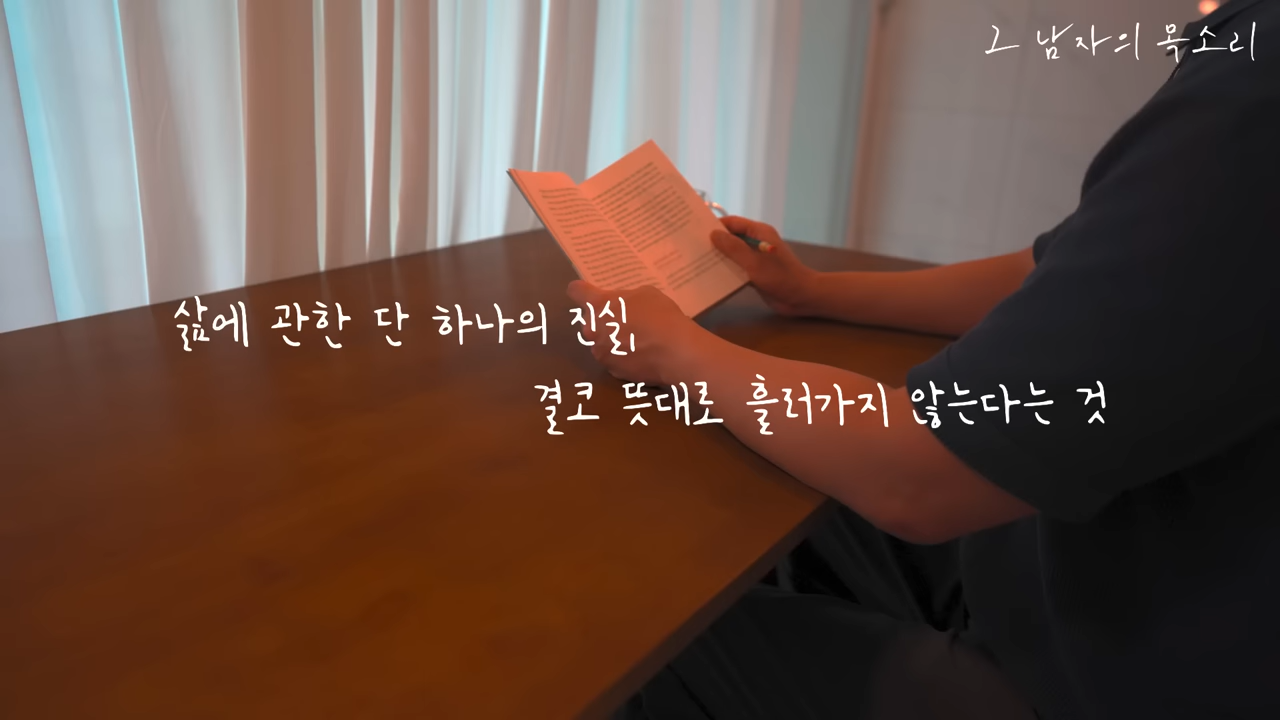 그 남자의 목소리
삶에 관한 단 하나의 진실,
결코 뜻대로 흘러가지 않는다는 것